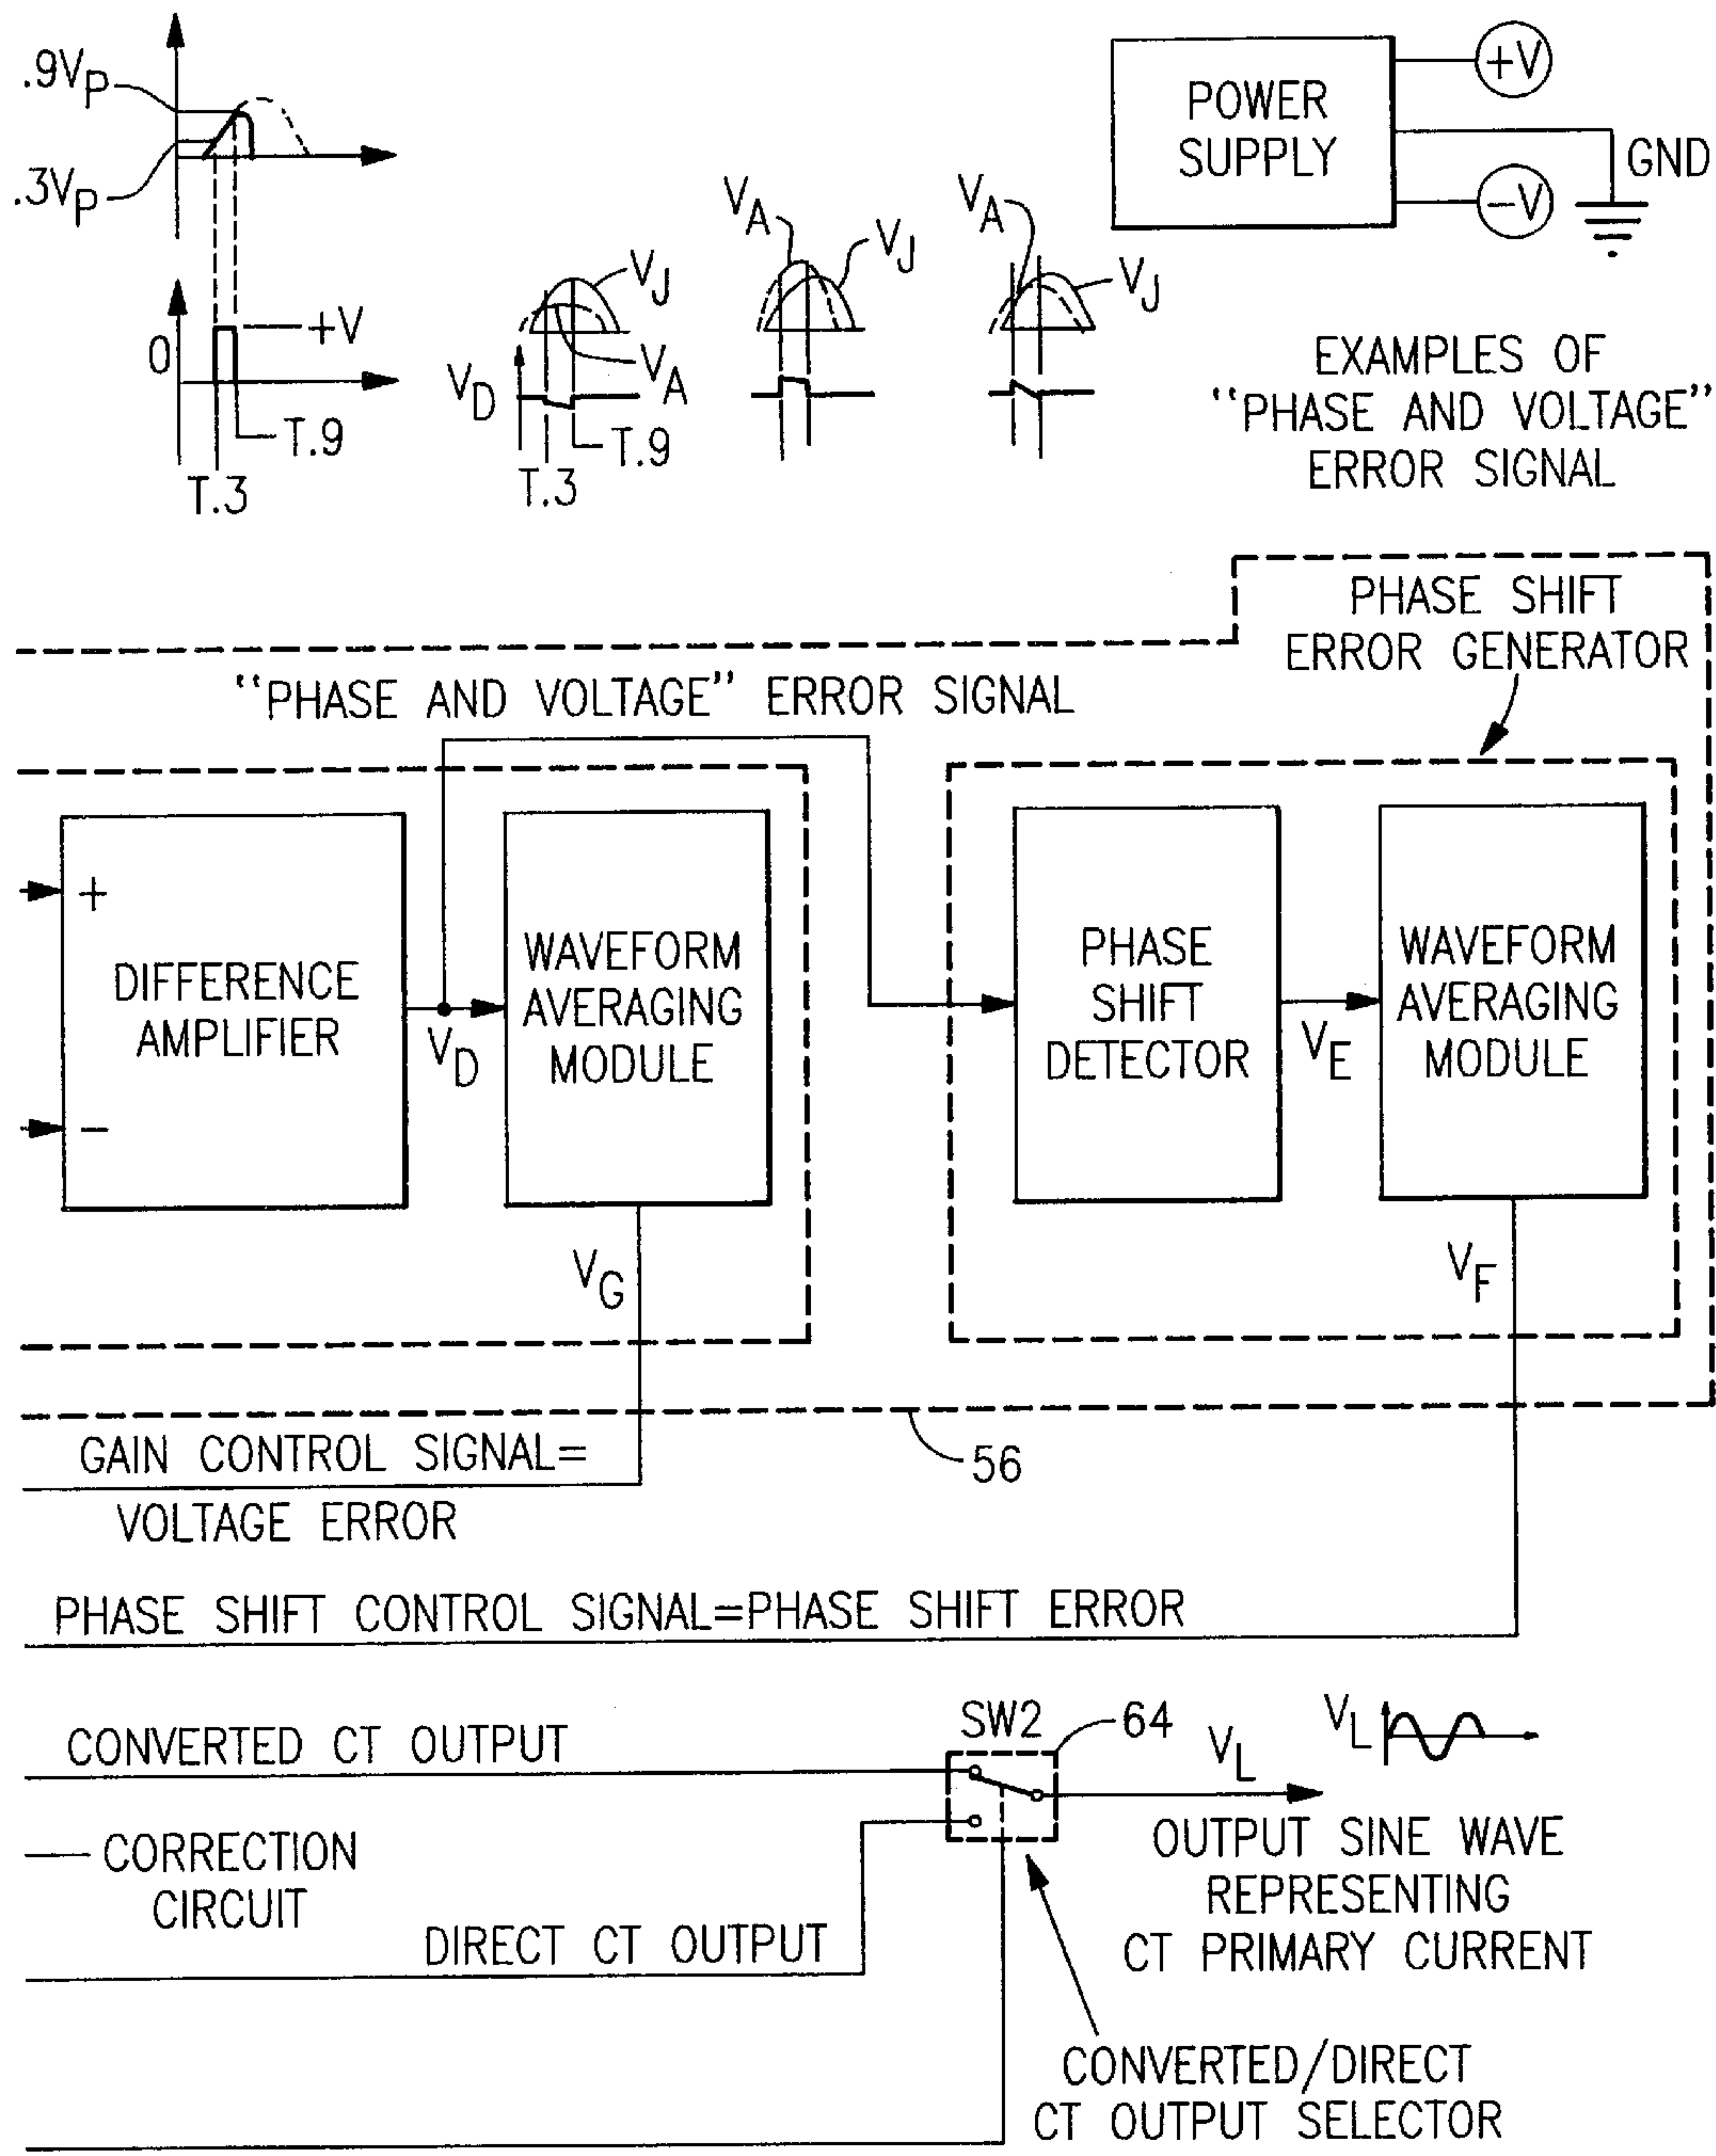 .9VP
.3VP
0
+V
T.9
T.3
VD
VJ
VA
T.9
T.3
VA
VJ
VA
VJ
POWER
SUPPLY
+V
GND
-V
EXAMPLES OF
"PHASE AND VOLTAGE"
ERROR SIGNAL
PHASE SHIFT
ERROR GENERATOR
"PHASE AND VOLTAGE" ERROR SIGNAL
+
DIFFERENCE
AMPLIFIER
-
VD
WAVEFORM
AVERAGING
MODULE
PHASE
SHIFT
DETECTOR
VE
WAVEFORM
AVERAGING
MODULE
VG
VF
56
GAIN CONTROL SIGNAL=
VOLTAGE ERROR
PHASE SHIFT CONTROL SIGNAL=PHASE SHIFT ERROR
CONVERTED CT OUTPUT
SW2
64
VL
VL
CORRECTION
CIRCUIT
DIRECT CT OUTPUT
OUTPUT SINE WAVE
REPRESENTING
CT PRIMARY CURRENT
CONVERTED/DIRECT
CT OUTPUT SELECTOR